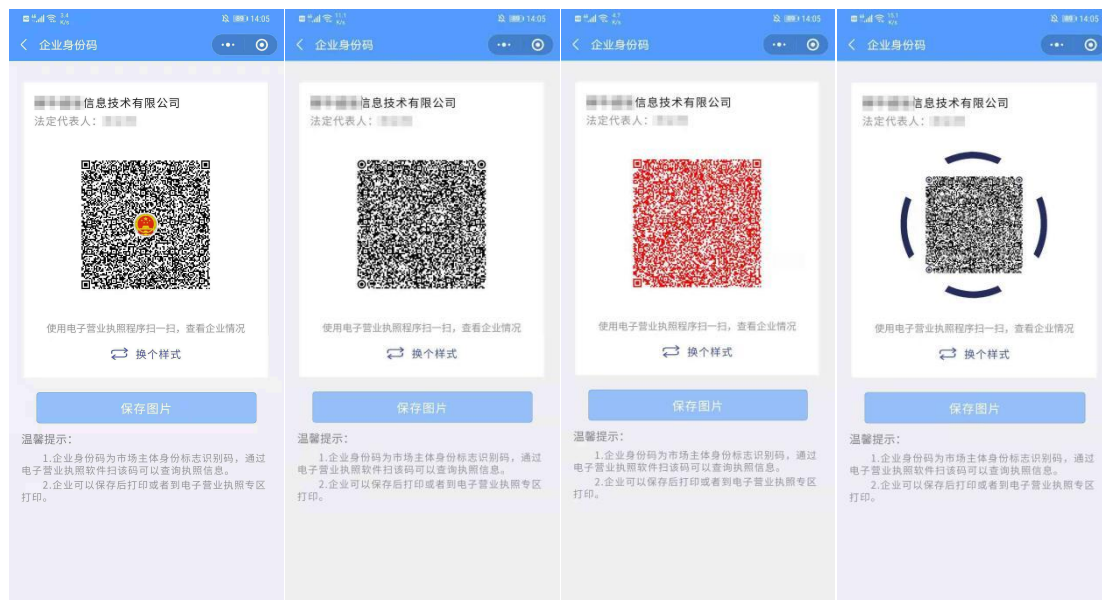 3.4
K/s
14:05
企业身份码
信息技术有限公司
法定代表人：
使用电子营业执照程序扫一扫，查看企业情况
换个样式
保存图片
温馨提示：
1.企业身份码为市场主体身份标志识别码，通过
电子营业执照软件扫该码可以查询执照信息。
2.企业可以保存后打印或者到电子营业执照专区
打印。
11.1
K/s
14:05
企业身份码
信息技术有限公司
法定代表人：
使用电子营业执照程序扫一扫，查看企业情况
换个样式
保存图片
温馨提示：
1.企业身份码为市场主体身份标志识别码，通过
电子营业执照软件扫该码可以查询执照信息。
2.企业可以保存后打印或者到电子营业执照专区
打印。
4.7
K/s
14:05
企业身份码
信息技术有限公司
法定代表人：
使用电子营业执照程序扫一扫，查看企业情况
换个样式
保存图片
温馨提示：
1.企业身份码为市场主体身份标志识别码，通过
电子营业执照软件扫该码可以查询执照信息。
2.企业可以保存后打印或者到电子营业执照专区
打印。
15.1
K/s
14:05
企业身份码
信息技术有限公司
法定代表人：
使用电子营业执照程序扫一扫，查看企业情况
换个样式
保存图片
温馨提示：
1.企业身份码为市场主体身份标志识别码，通过
电子营业执照软件扫该码可以查询执照信息。
2.企业可以保存后打印或者到电子营业执照专区
打印。